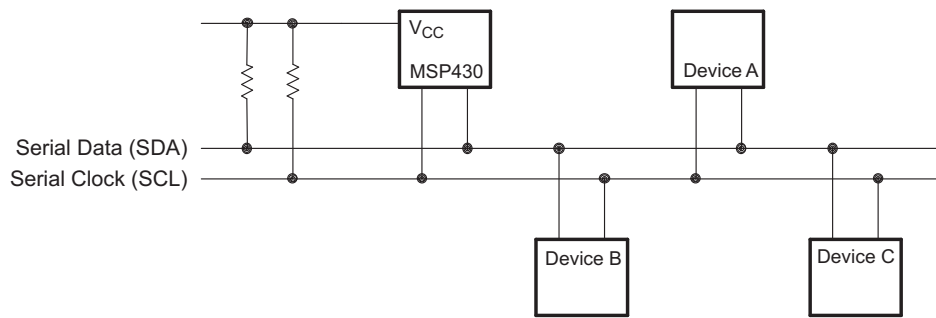 VCC
MSP430
Device A
Serial Data (SDA)
Serial Clock (SCL)
Device B
Device C